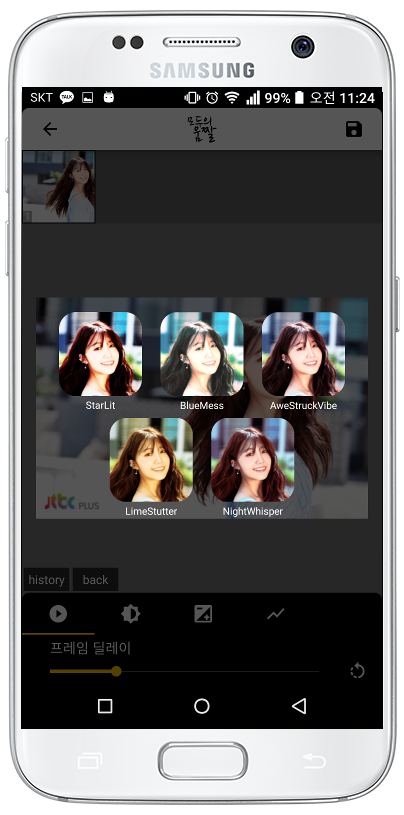 SAMSUNG
SKT TALK 99% 오전 11:24
모두의
움짤
1
StarLit BlueMess AweStruckVibe
LimeStutter NightWhisper
jtbc PLUS
history back
프레임 딜레이